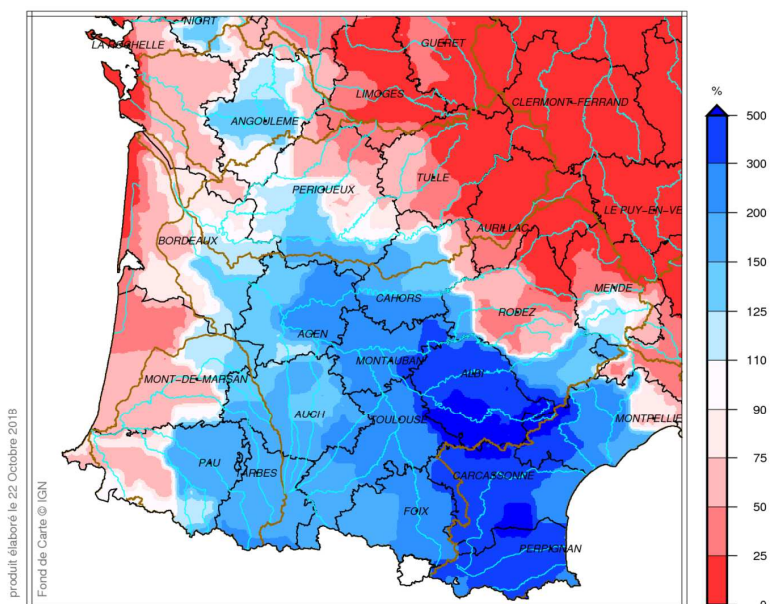 NIORT
LA ROCHELLE
GUERET
%
500
LIMOGES
CLERMONT-FERRAND
ANGOULEME
300
TULLE
PERIGUEUX
200
LE PUY-EN-VE
AURILLAC
BORDEAUX
150
MENDE
CAHORS
RODEZ
125
AGEN
110
MONTAUBAN
ALBI
MONT-DE-MARSAN
90
AUCH
TOULOUSE
MONTPELLIE
75
PAU
TARBES
CARCASSONNE
50
FOIX
25
PERPIGNAN
0
produit élaboré le 22 Octobre 2018
Fond de Carte © IGN